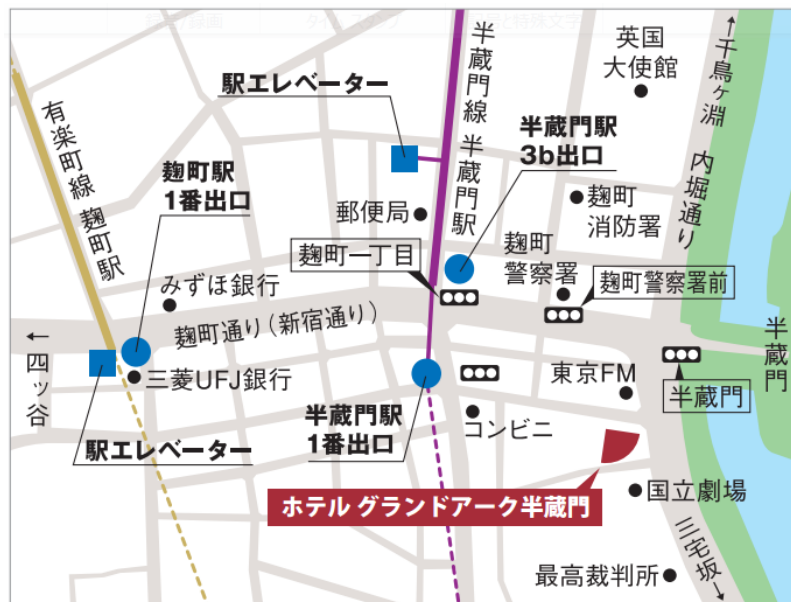 英国
大使館
←千鳥ヶ淵
内堀通り
半蔵門線
半蔵門駅
駅エレベーター
半蔵門駅
3b出口
有楽町線
麹町駅
麹町駅
1番出口
郵便局
麹町
消防署
麹町一丁目
麹町
警察署
麹町警察署前
みずほ銀行
麹町通り(新宿通り)
←四ッ谷
三菱UFJ銀行
駅エレベーター
半蔵門駅
1番出口
コンビニ
東京FM
半蔵門
半蔵門
ホテル グランドアーク半蔵門
国立劇場
三宅坂→
最高裁判所